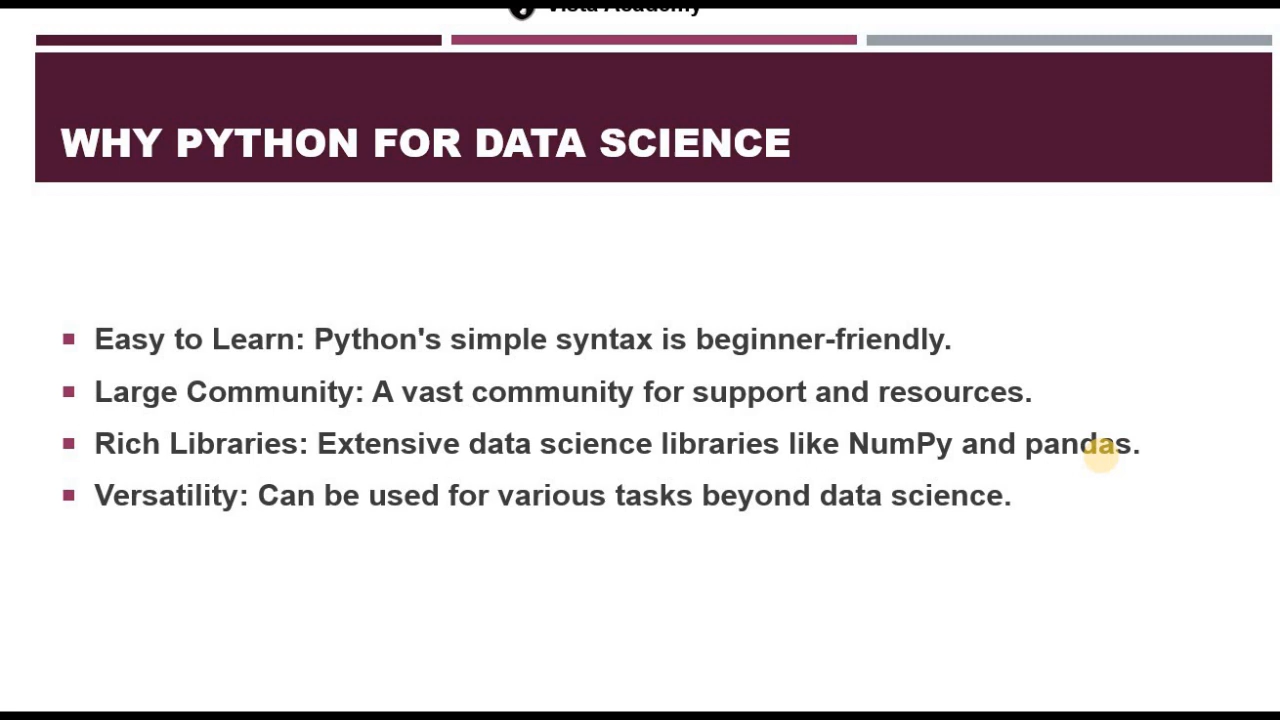 Vista Academy
WHY PYTHON FOR DATA SCIENCE
Easy to Learn: Python's simple syntax is beginner-friendly.
Large Community: A vast community for support and resources.
Rich Libraries: Extensive data science libraries like NumPy and pandas.
Versatility: Can be used for various tasks beyond data science.